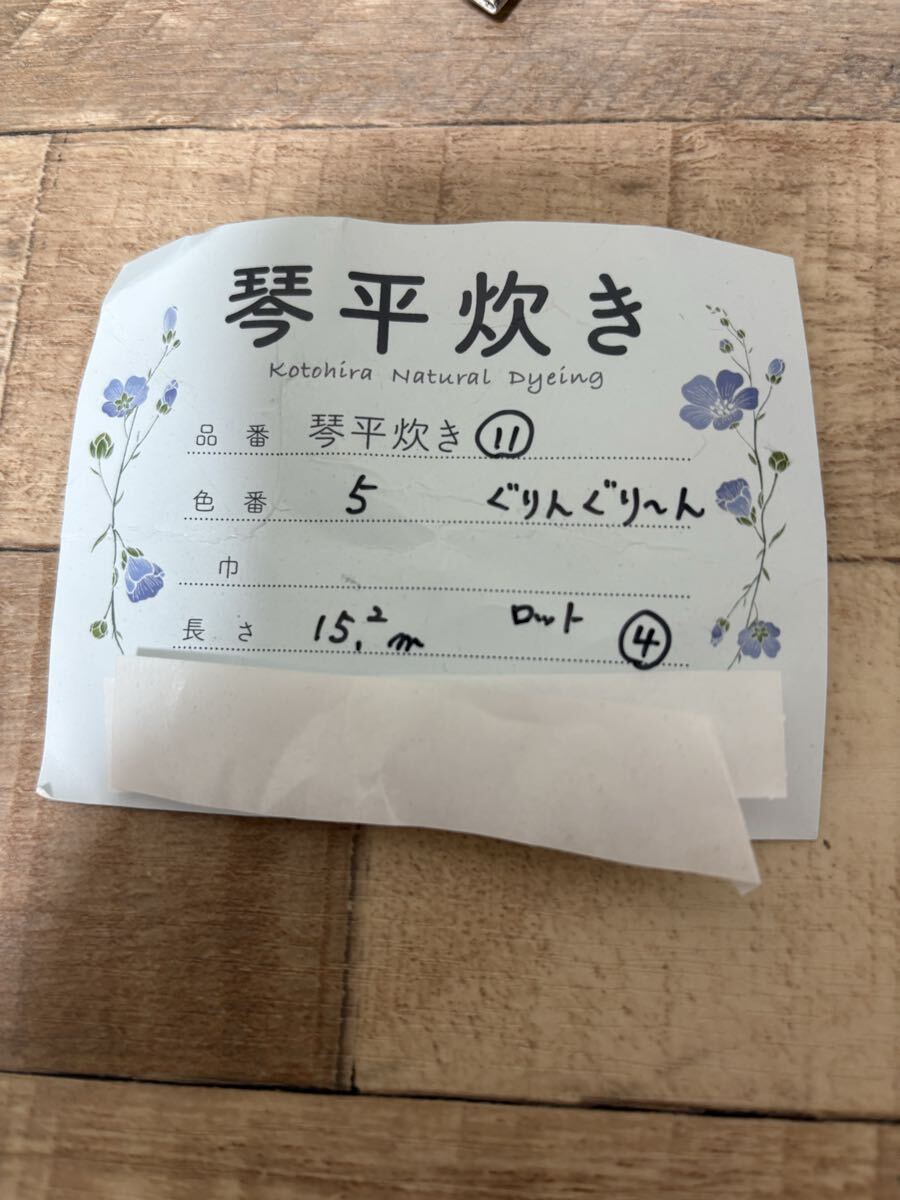 琴平炊き
Kotohira Natural Dyeing
品番 琴平炊き ⑪
色番 5 ぐりんぐり〜ん
巾
長さ 15.2m ロット ④